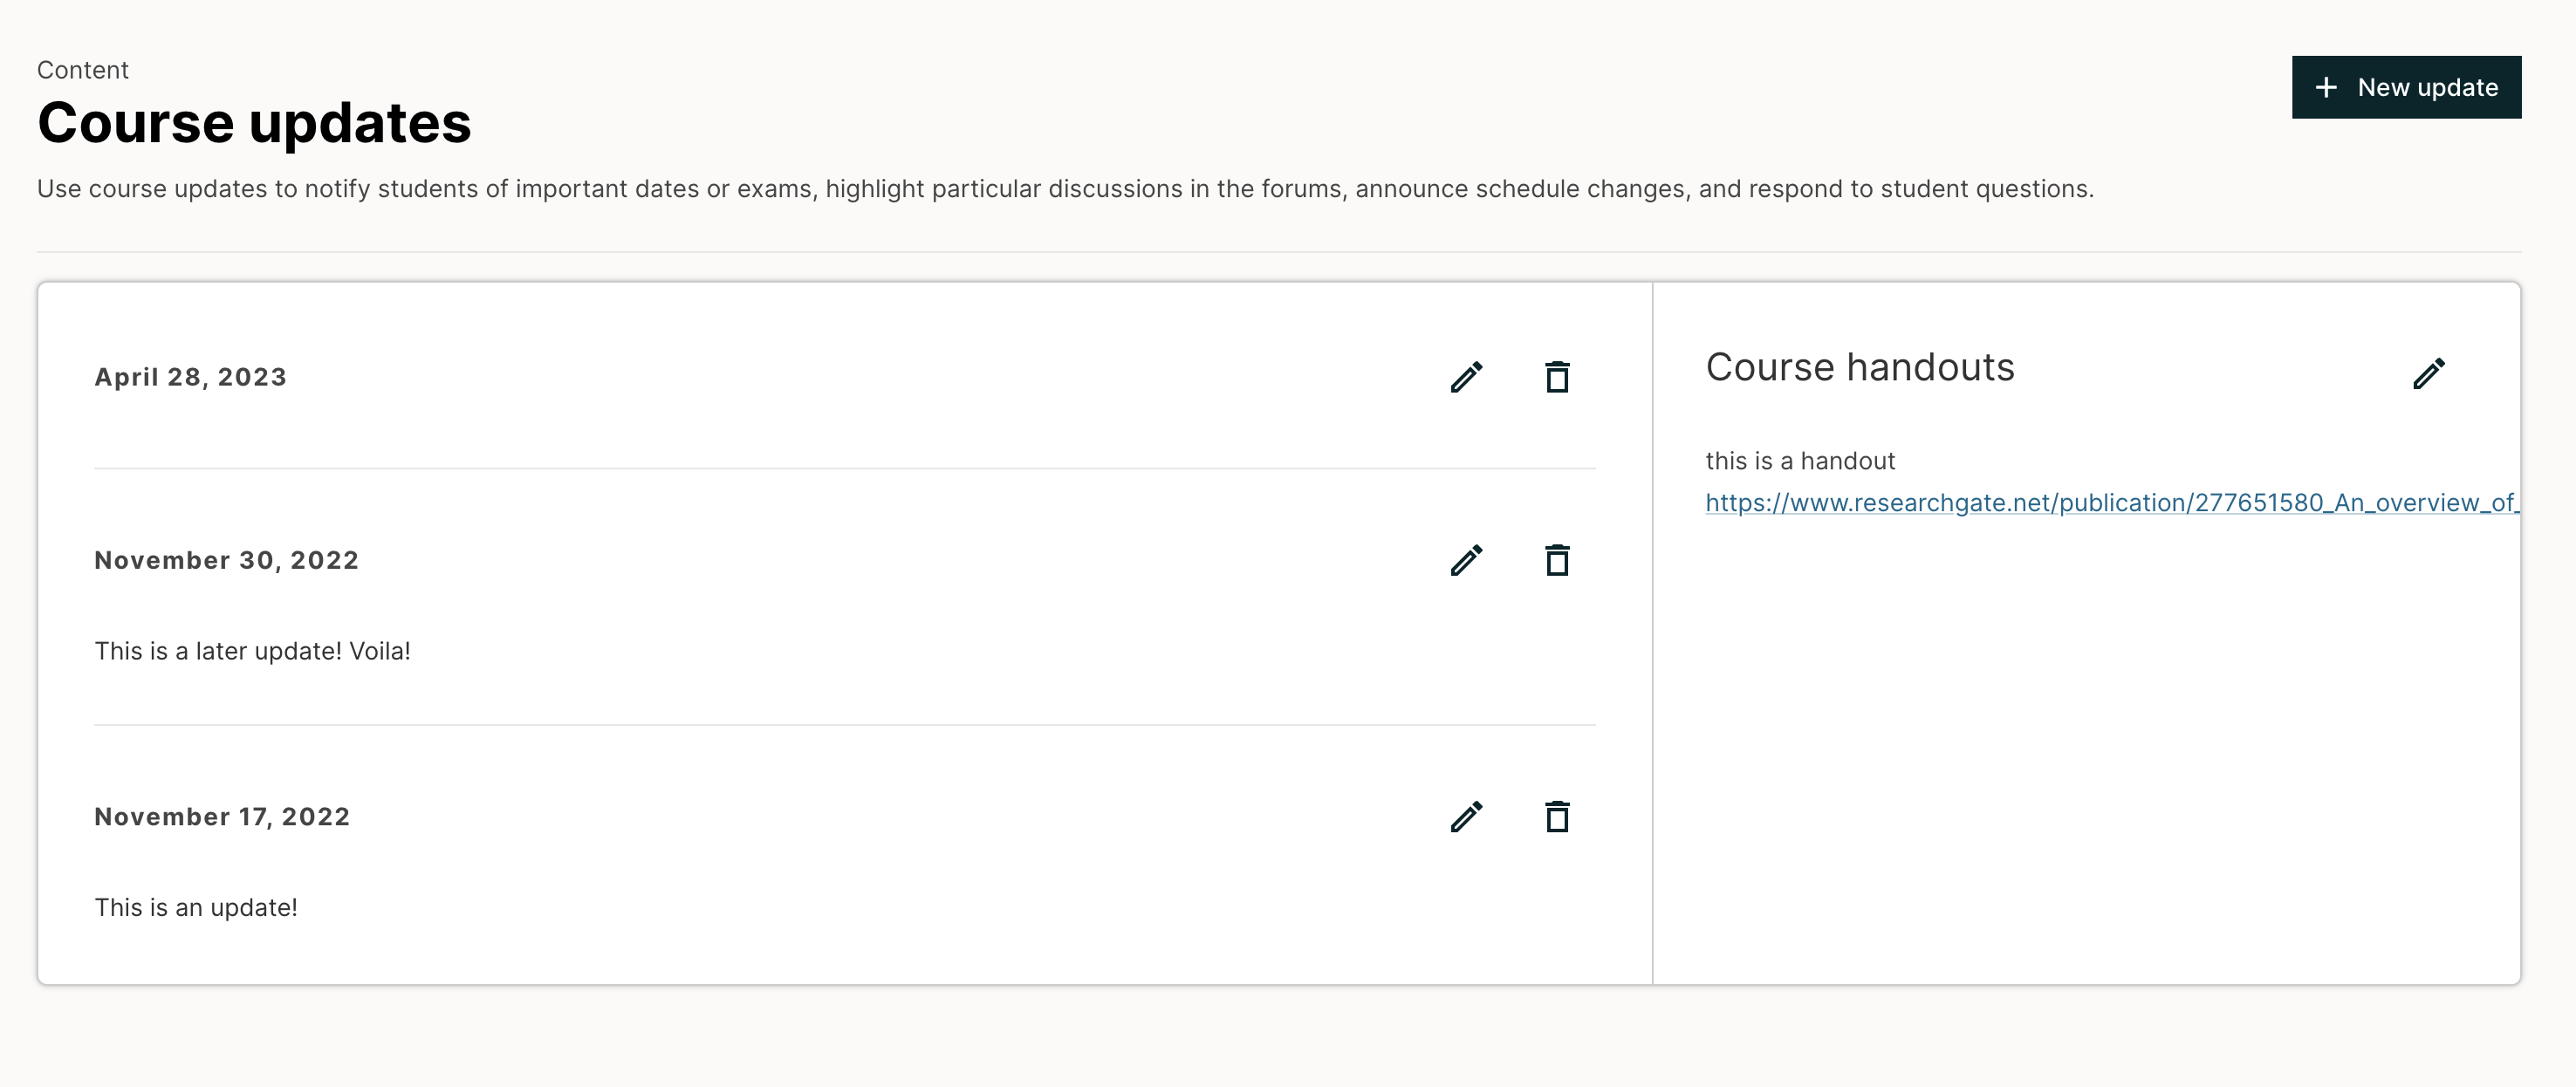 Content
Course updates
New update
Use course updates to notify students of important dates or exams, highlight particular discussions in the forums, announce schedule changes, and respond to student questions.
April 28, 2023
November 30, 2022
This is a later update! Voila!
November 17, 2022
This is an update!
Course handouts
this is a handout
https://www.researchgate.net/publication/277651580_An_overview_of_